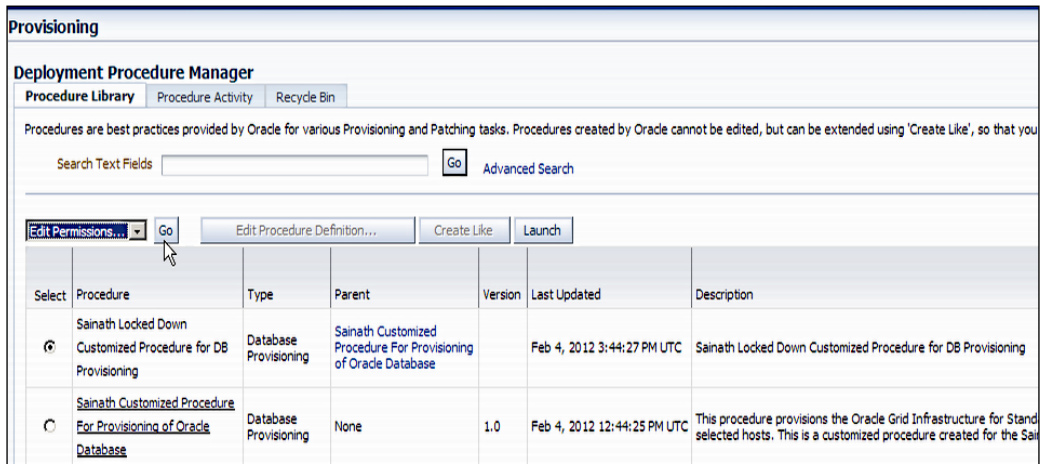 Provisioning
Deployment Procedure Manager
Procedure Library Procedure Activity Recycle Bin
Procedures are best practices provided by Oracle for various Provisioning and Patching tasks. Procedures created by Oracle cannot be edited, but can be extended using 'Create Like', so that you
Search Text Fields Go Advanced Search
Edit Permissions... Go Edit Procedure Definition... Create Like Launch
Select Procedure Type Parent Version Last Updated Description
Sainath Locked Down
Customized Procedure for DB
Provisioning
Database
Provisioning
Sainath Customized
Procedure For Provisioning
of Oracle Database
Feb 4, 2012 3:44:27 PM UTC
Sainath Locked Down Customized Procedure for DB Provisioning
Sainath Customized Procedure
For Provisioning of Oracle
Database
Database
Provisioning
None
1.0
Feb 4, 2012 12:44:25 PM UTC
This procedure provisions the Oracle Grid Infrastructure for Stand
selected hosts. This is a customized procedure created for the Sai